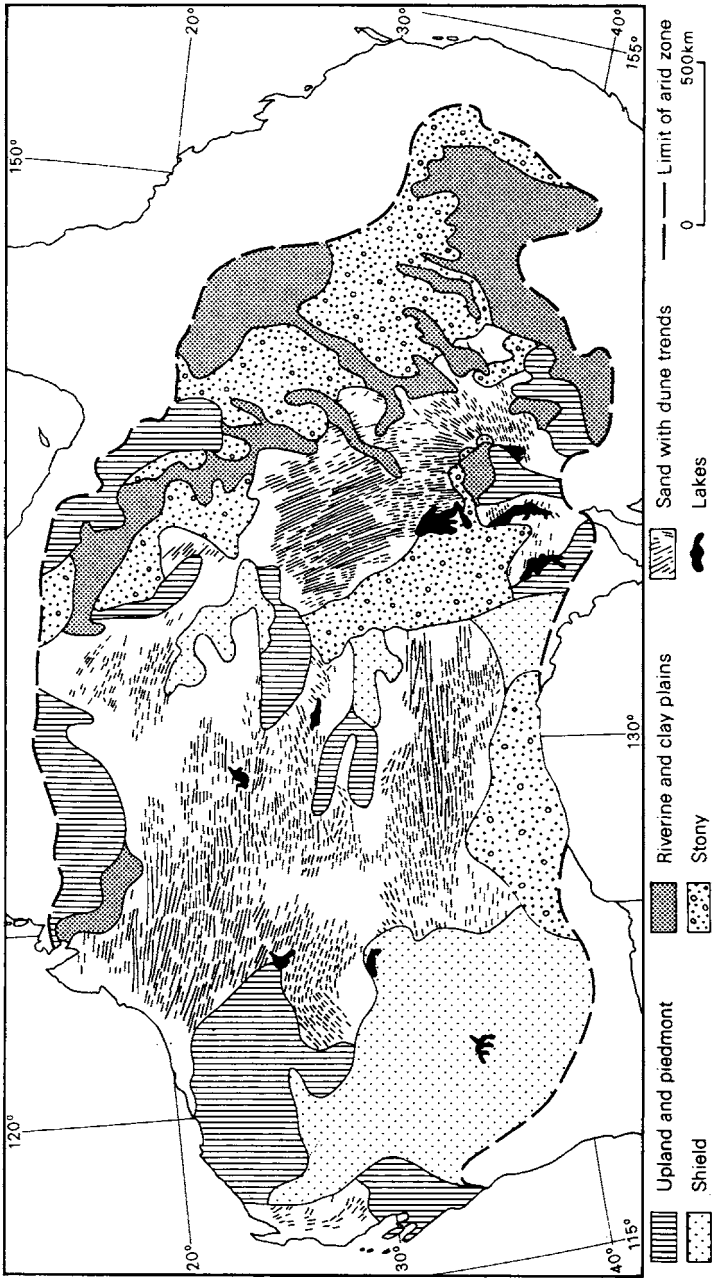 120°
150°
20°
20°
30°
30°
40°
40°
115°
130°
155°
Upland and piedmont
Riverine and clay plains
Sand with dune trends
Limit of arid zone
Shield
Stony
Lakes
0 500km